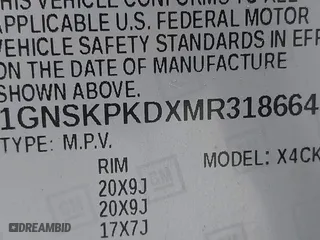 THIS VEHICLE CONFORMS TO ALL
APPLICABLE U.S. FEDERAL MOTOR
VEHICLE SAFETY STANDARDS IN EFF
ON THE DATE OF MANUFACTURE
SHOWN ABOVE.
1GNSKPKDXMR318664
TYPE: M.P.V. MODEL: X4CK
RIM
20X9J
20X9J
17X7J
DREAMBID